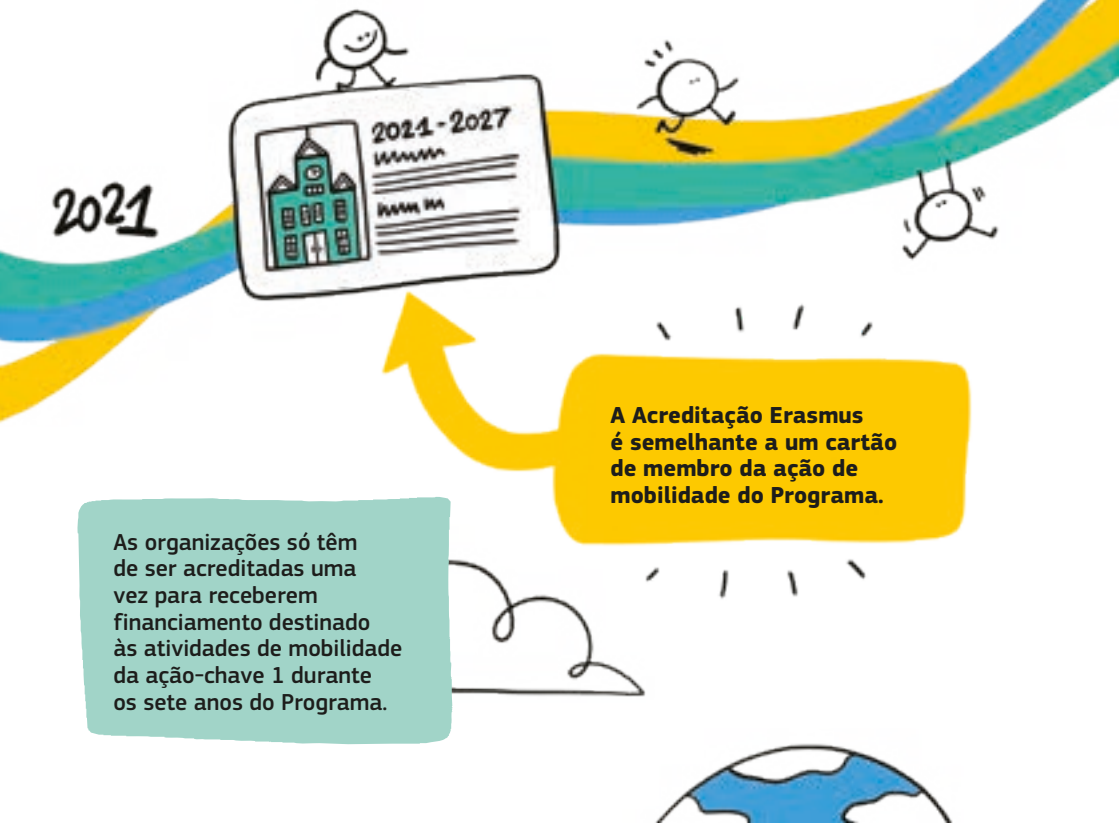 2021-2027
2021
A Acreditação Erasmus
é semelhante a um cartão
de membro da ação de
mobilidade do Programa.
As organizações só têm
de ser acreditadas uma
vez para receberem
financiamento destinado
às atividades de mobilidade
da ação-chave 1 durante
os sete anos do Programa.